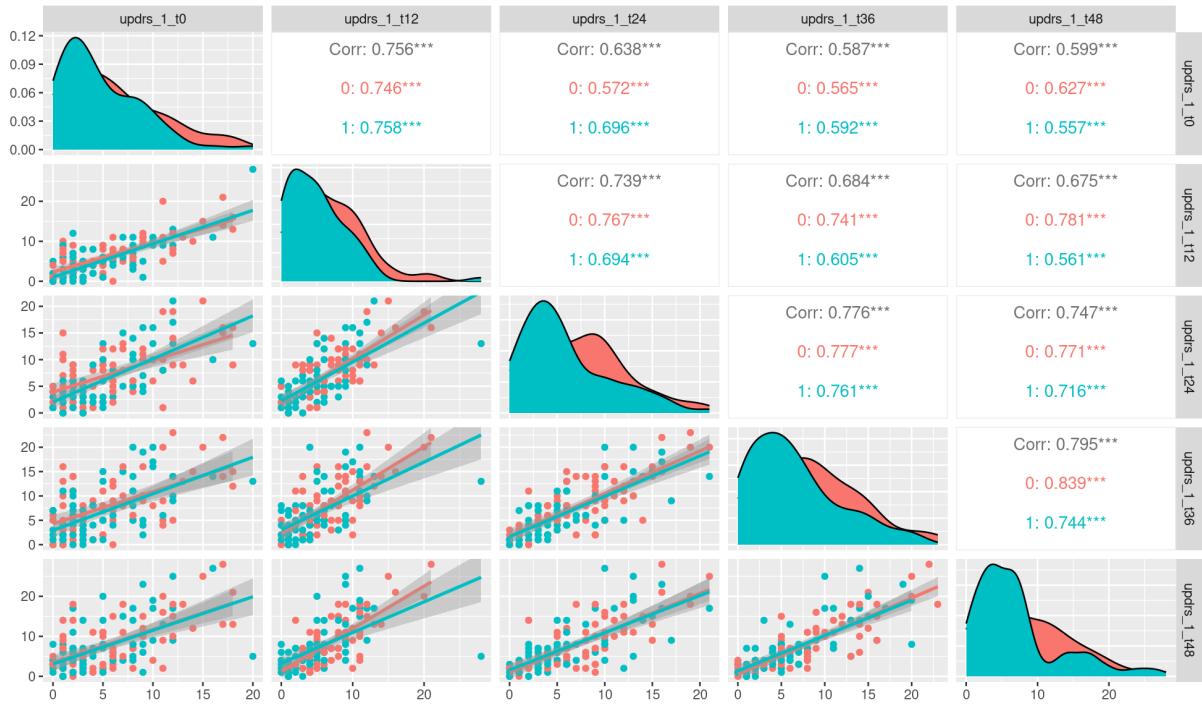 updrs_1_t0
updrs_1_t12
updrs_1_t24
updrs_1_t36
updrs_1_t48
0.12
0.09
0.06
0.03
0.00
Corr: 0.756***
0: 0.746***
1: 0.758***
Corr: 0.638***
0: 0.572***
1: 0.696***
Corr: 0.587***
0: 0.565***
1: 0.592***
Corr: 0.599***
0: 0.627***
1: 0.557***
updrs_1_t0
20
10
0
Corr: 0.739***
0: 0.767***
1: 0.694***
Corr: 0.684***
0: 0.741***
1: 0.605***
Corr: 0.675***
0: 0.781***
1: 0.561***
updrs_1_t12
20
15
10
5
0
Corr: 0.776***
0: 0.777***
1: 0.761***
Corr: 0.747***
0: 0.771***
1: 0.716***
updrs_1_t24
20
15
10
5
0
Corr: 0.795***
0: 0.839***
1: 0.744***
updrs_1_t36
20
10
0
updrs_1_t48
0 5 10 15 20
0 10 20
0 5 10 15 20
0 5 10 15 20
0 10 20